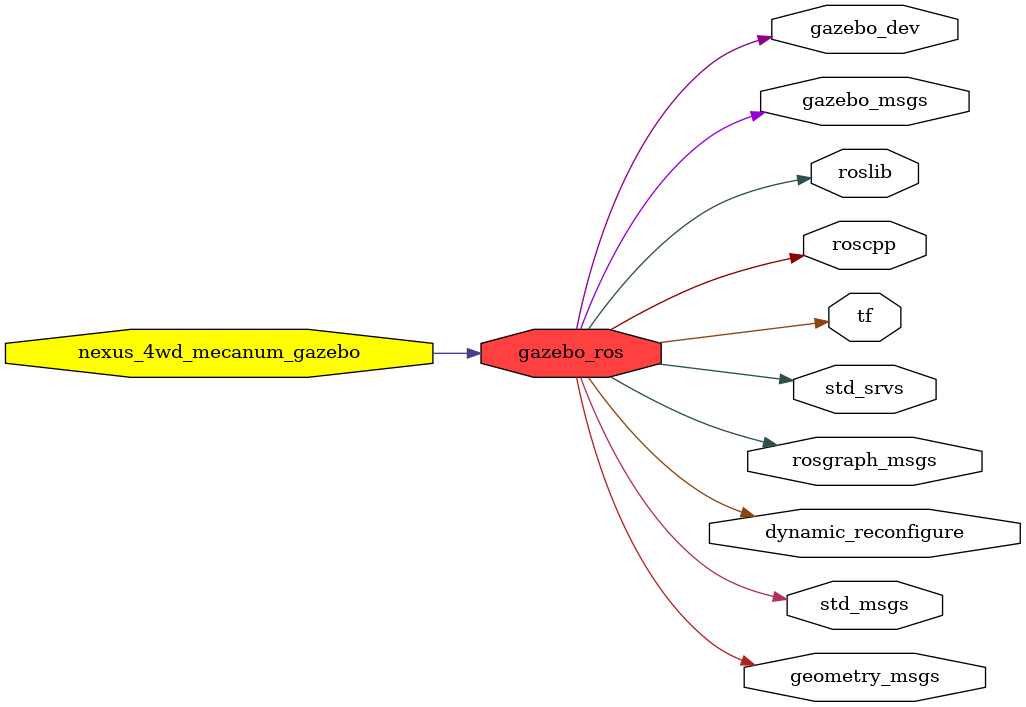 gazebo_dev
gazebo_msgs
roslib
roscpp
tf
nexus_4wd_mecanum_gazebo
gazebo_ros
std_srvs
rosgraph_msgs
dynamic_reconfigure
std_msgs
geometry_msgs